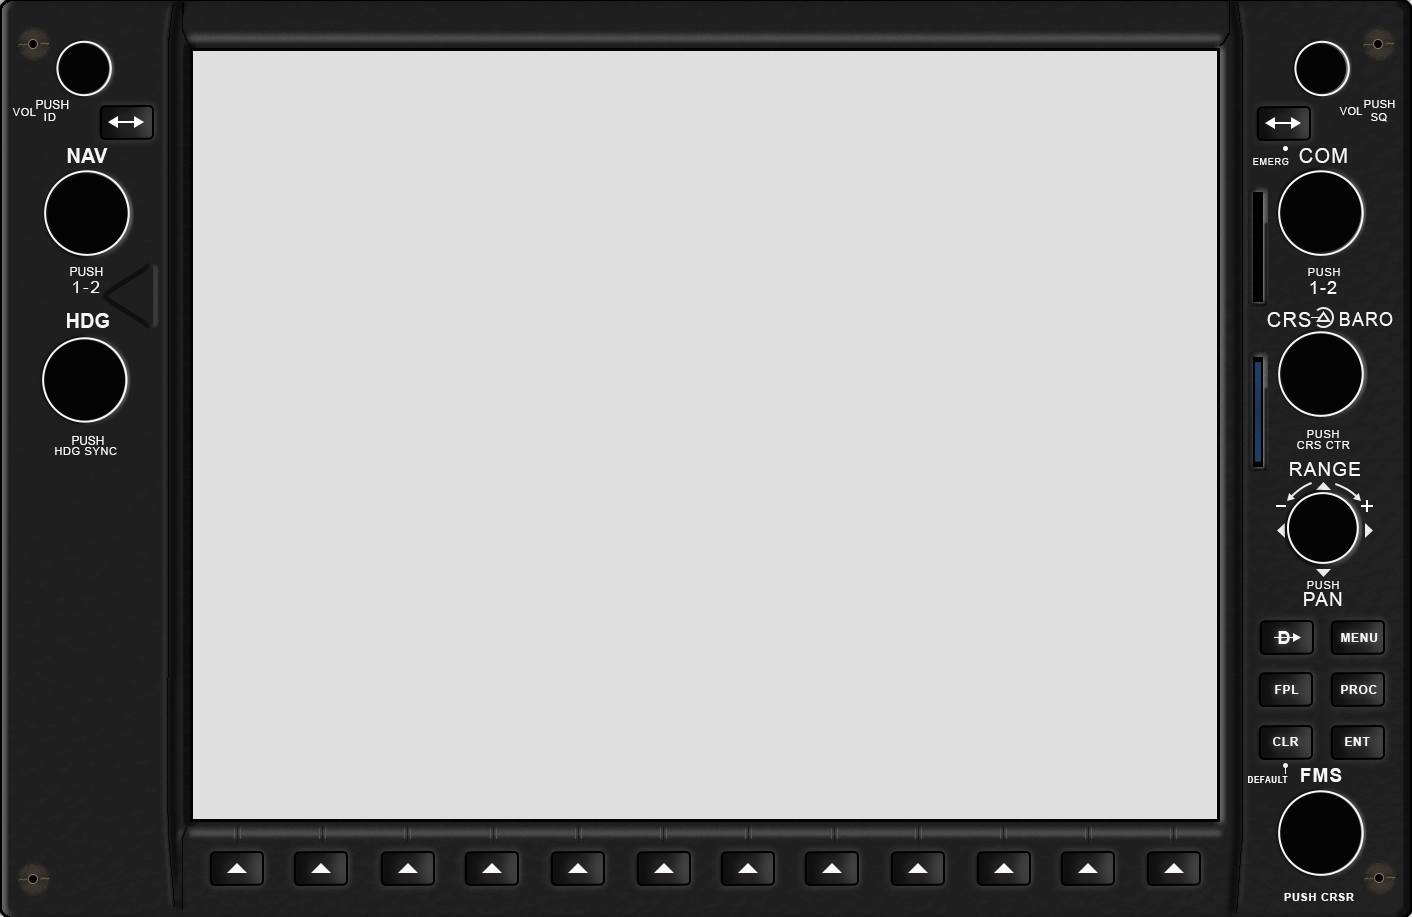 VOL PUSH ID
NAV
PUSH
1-2
HDG
PUSH
HDG SYNC
VOL PUSH SQ
EMERG COM
PUSH
1-2
CRS BARO
PUSH
CRS CTR
RANGE
− +
PUSH
PAN
D MENU
FPL PROC
CLR ENT
DEFAULT FMS
PUSH CRSR